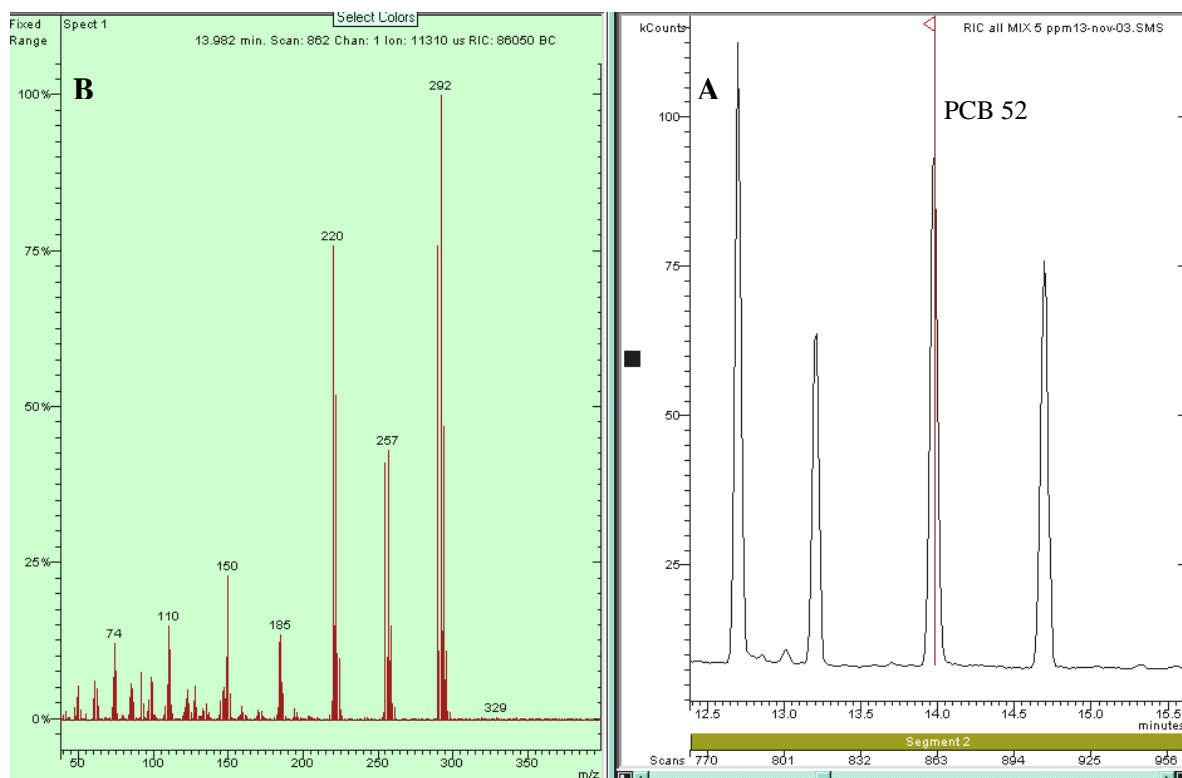 Select Colors
Fixed
Range
Spect 1
13.982 min. Scan: 862 Chan: 1 Ion: 11310 us RIC: 86050 BC
B
100%
75%
50%
25%
0%
292
220
257
150
110
185
74
329
50
100
150
200
250
300
350
m/z
kCounts
RIC all MIX 5 ppm13-nov-03.SMS
A
PCB 52
100
75
50
25
12.5
13.0
13.5
14.0
14.5
15.0
15.5
minutes
Segment 2
Scans
770
801
832
863
894
925
956